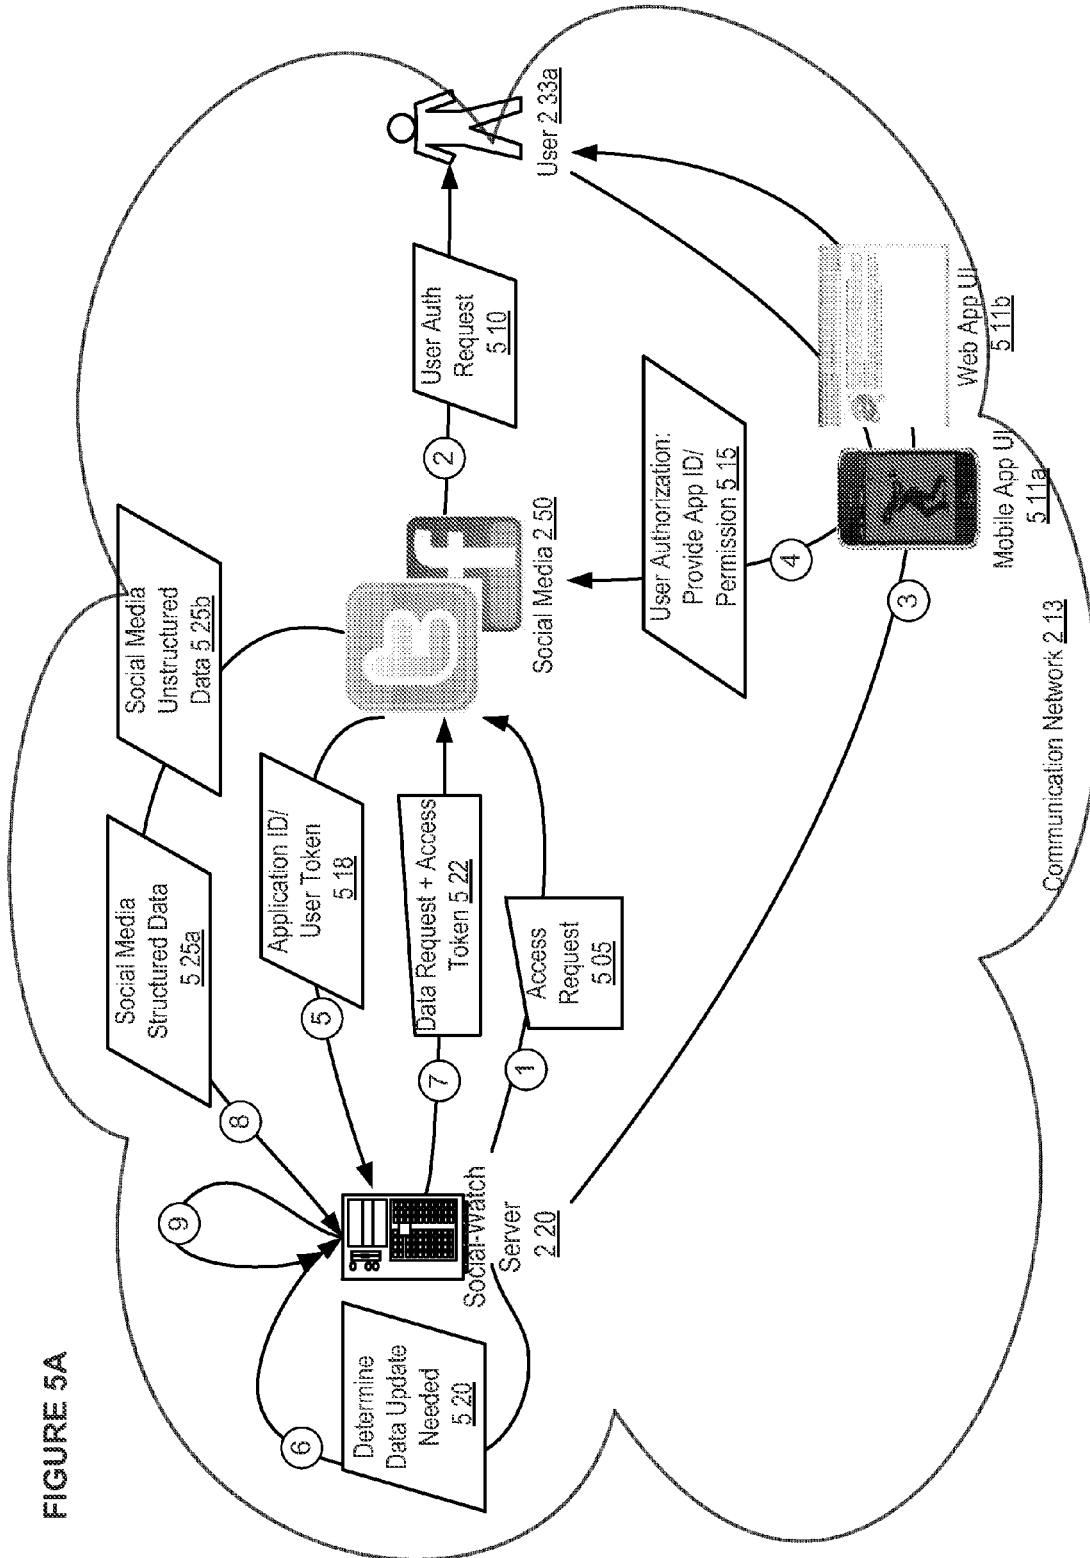 FIGURE 5A
Social Media
Structured Data
5.25a
Social Media
Unstructured
Data 5.25b
8
9
Application ID/
User Token
5.18
5
6
Determine
Data Update
Needed
5.20
Data Request + Access
Token 5.22
7
User Auth
Request
5.10
2
Social-Watch
Server
2.20
1
Access
Request
5.05
f
Social Media 2.50
User 2.33a
User Authorization:
Provide App ID/
Permission 5.15
4
3
Mobile App UI
5.11a
Web App UI
5.11b
Communication Network 2.13